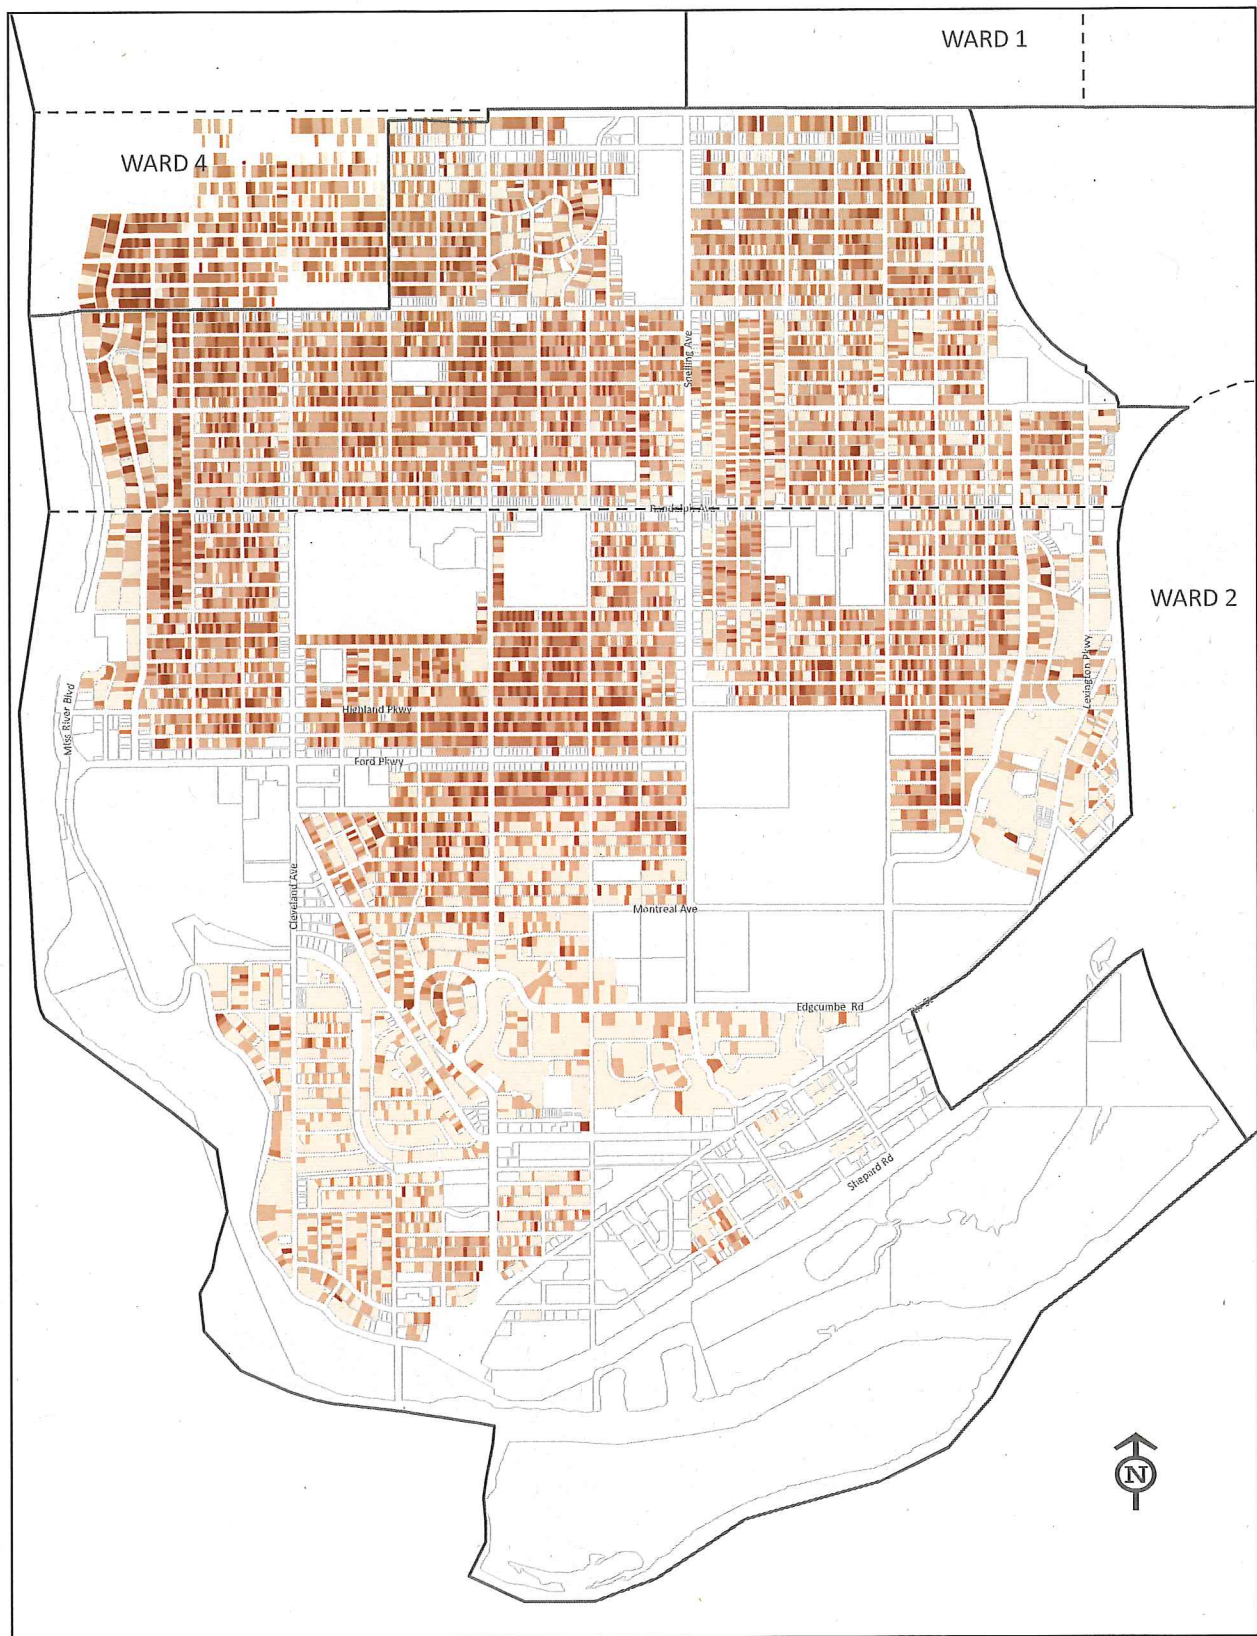 WARD 1
WARD 4
Snelling Ave
Randolph Ave
WARD 2
Lexington Pkwy
Miss River Blvd
Highland Pkwy
Ford Pkwy
Cleveland Ave
Montreal Ave
Edgcumbe Rd
Shepard Rd
N